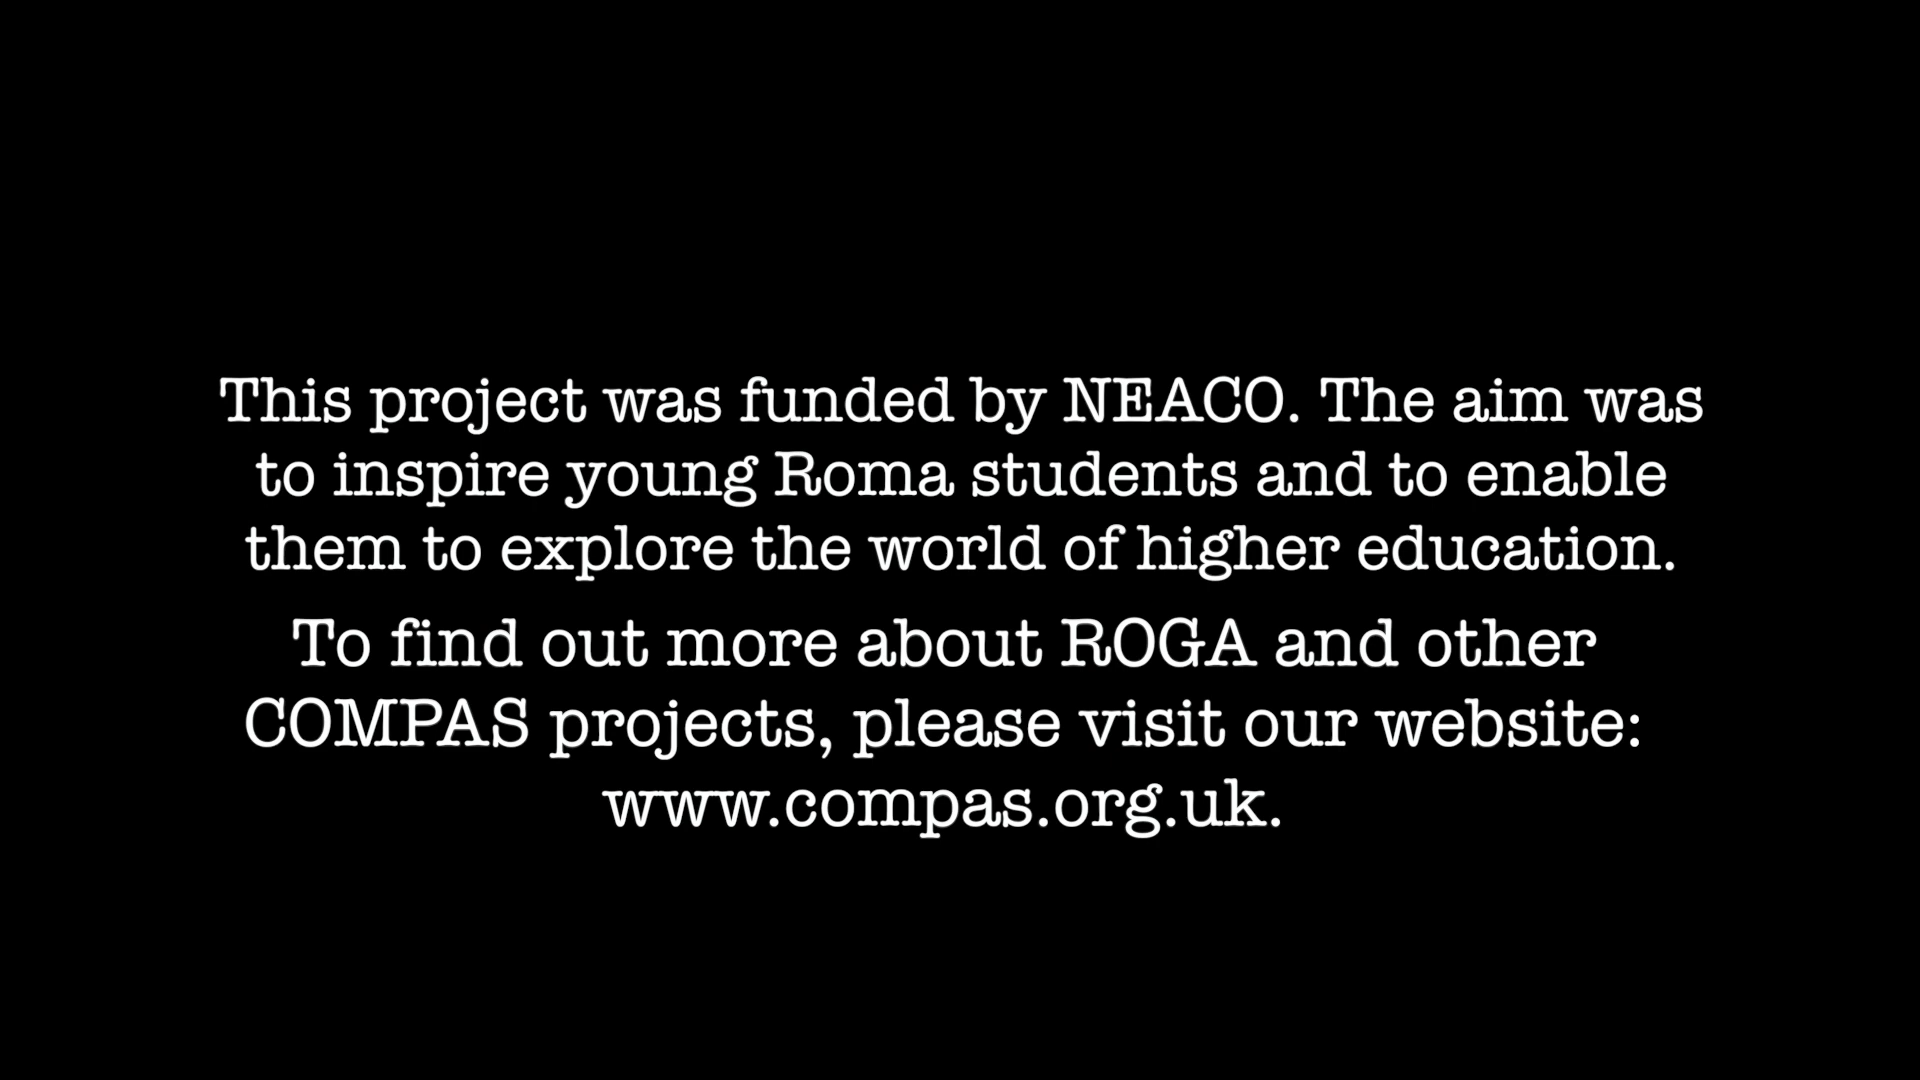 This project was funded by NEACO. The aim was
to inspire young Roma students and to enable
them to explore the world of higher education.
To find out more about ROGA and other
COMPAS projects, please visit our website:
www.compas.org.uk.